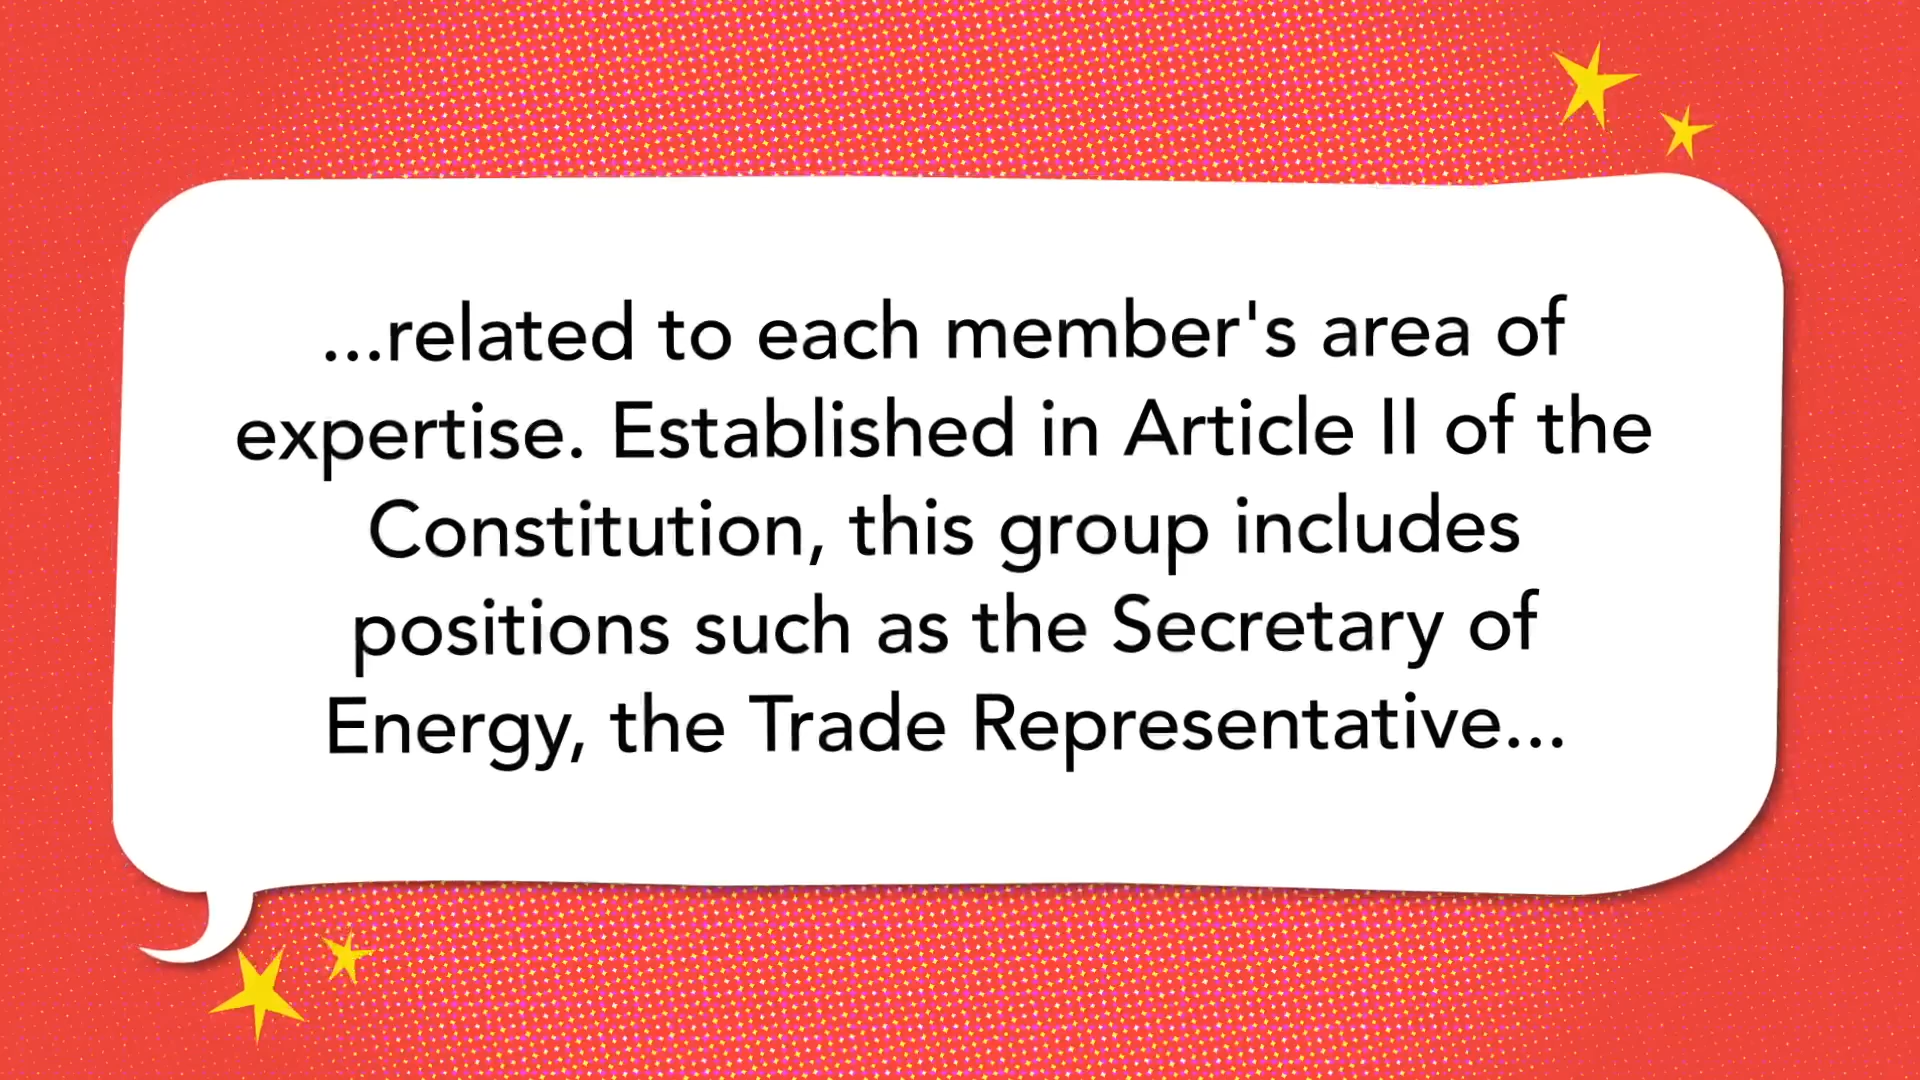 ...related to each member's area of
expertise. Established in Article II of the
Constitution, this group includes
positions such as the Secretary of
Energy, the Trade Representative...